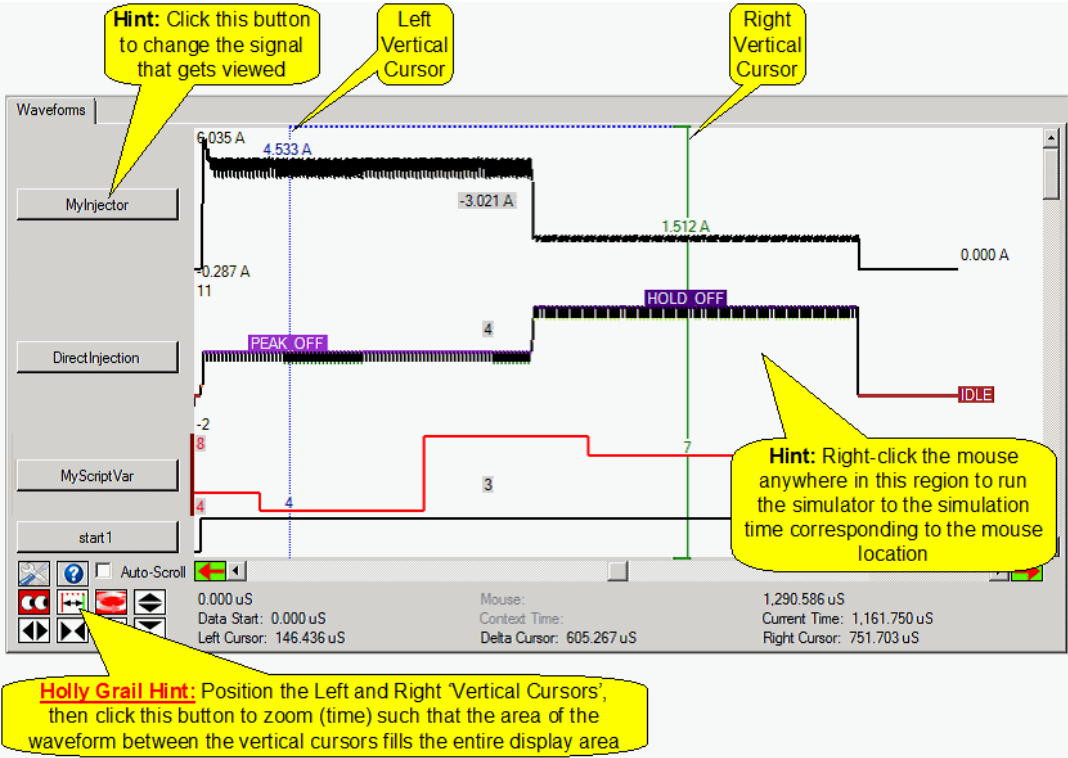 Hint: Click this button
to change the signal
that gets viewed
Left
Vertical
Cursor
Right
Vertical
Cursor
Waveforms
6.035 A
4.533 A
MyInjector
-3.021 A
1.512 A
0.000 A
-0.287 A
11
HOLD_OFF
4
PEAK_OFF
DirectInjection
IDLE
-2
8
7
MyScriptVar
3
4
4
Hint: Right-click the mouse
anywhere in this region to run
the simulator to the simulation
time corresponding to the mouse
location
start1
Auto-Scroll
0.000 uS
Mouse:
1,290.586 uS
Data Start: 0.000 uS
Context Time:
Current Time: 1,161.750 uS
Left Cursor: 146.436 uS
Delta Cursor: 605.267 uS
Right Cursor: 751.703 uS
Holly Grail Hint: Position the Left and Right ‘Vertical Cursors’,
then click this button to zoom (time) such that the area of the
waveform between the vertical cursors fills the entire display area